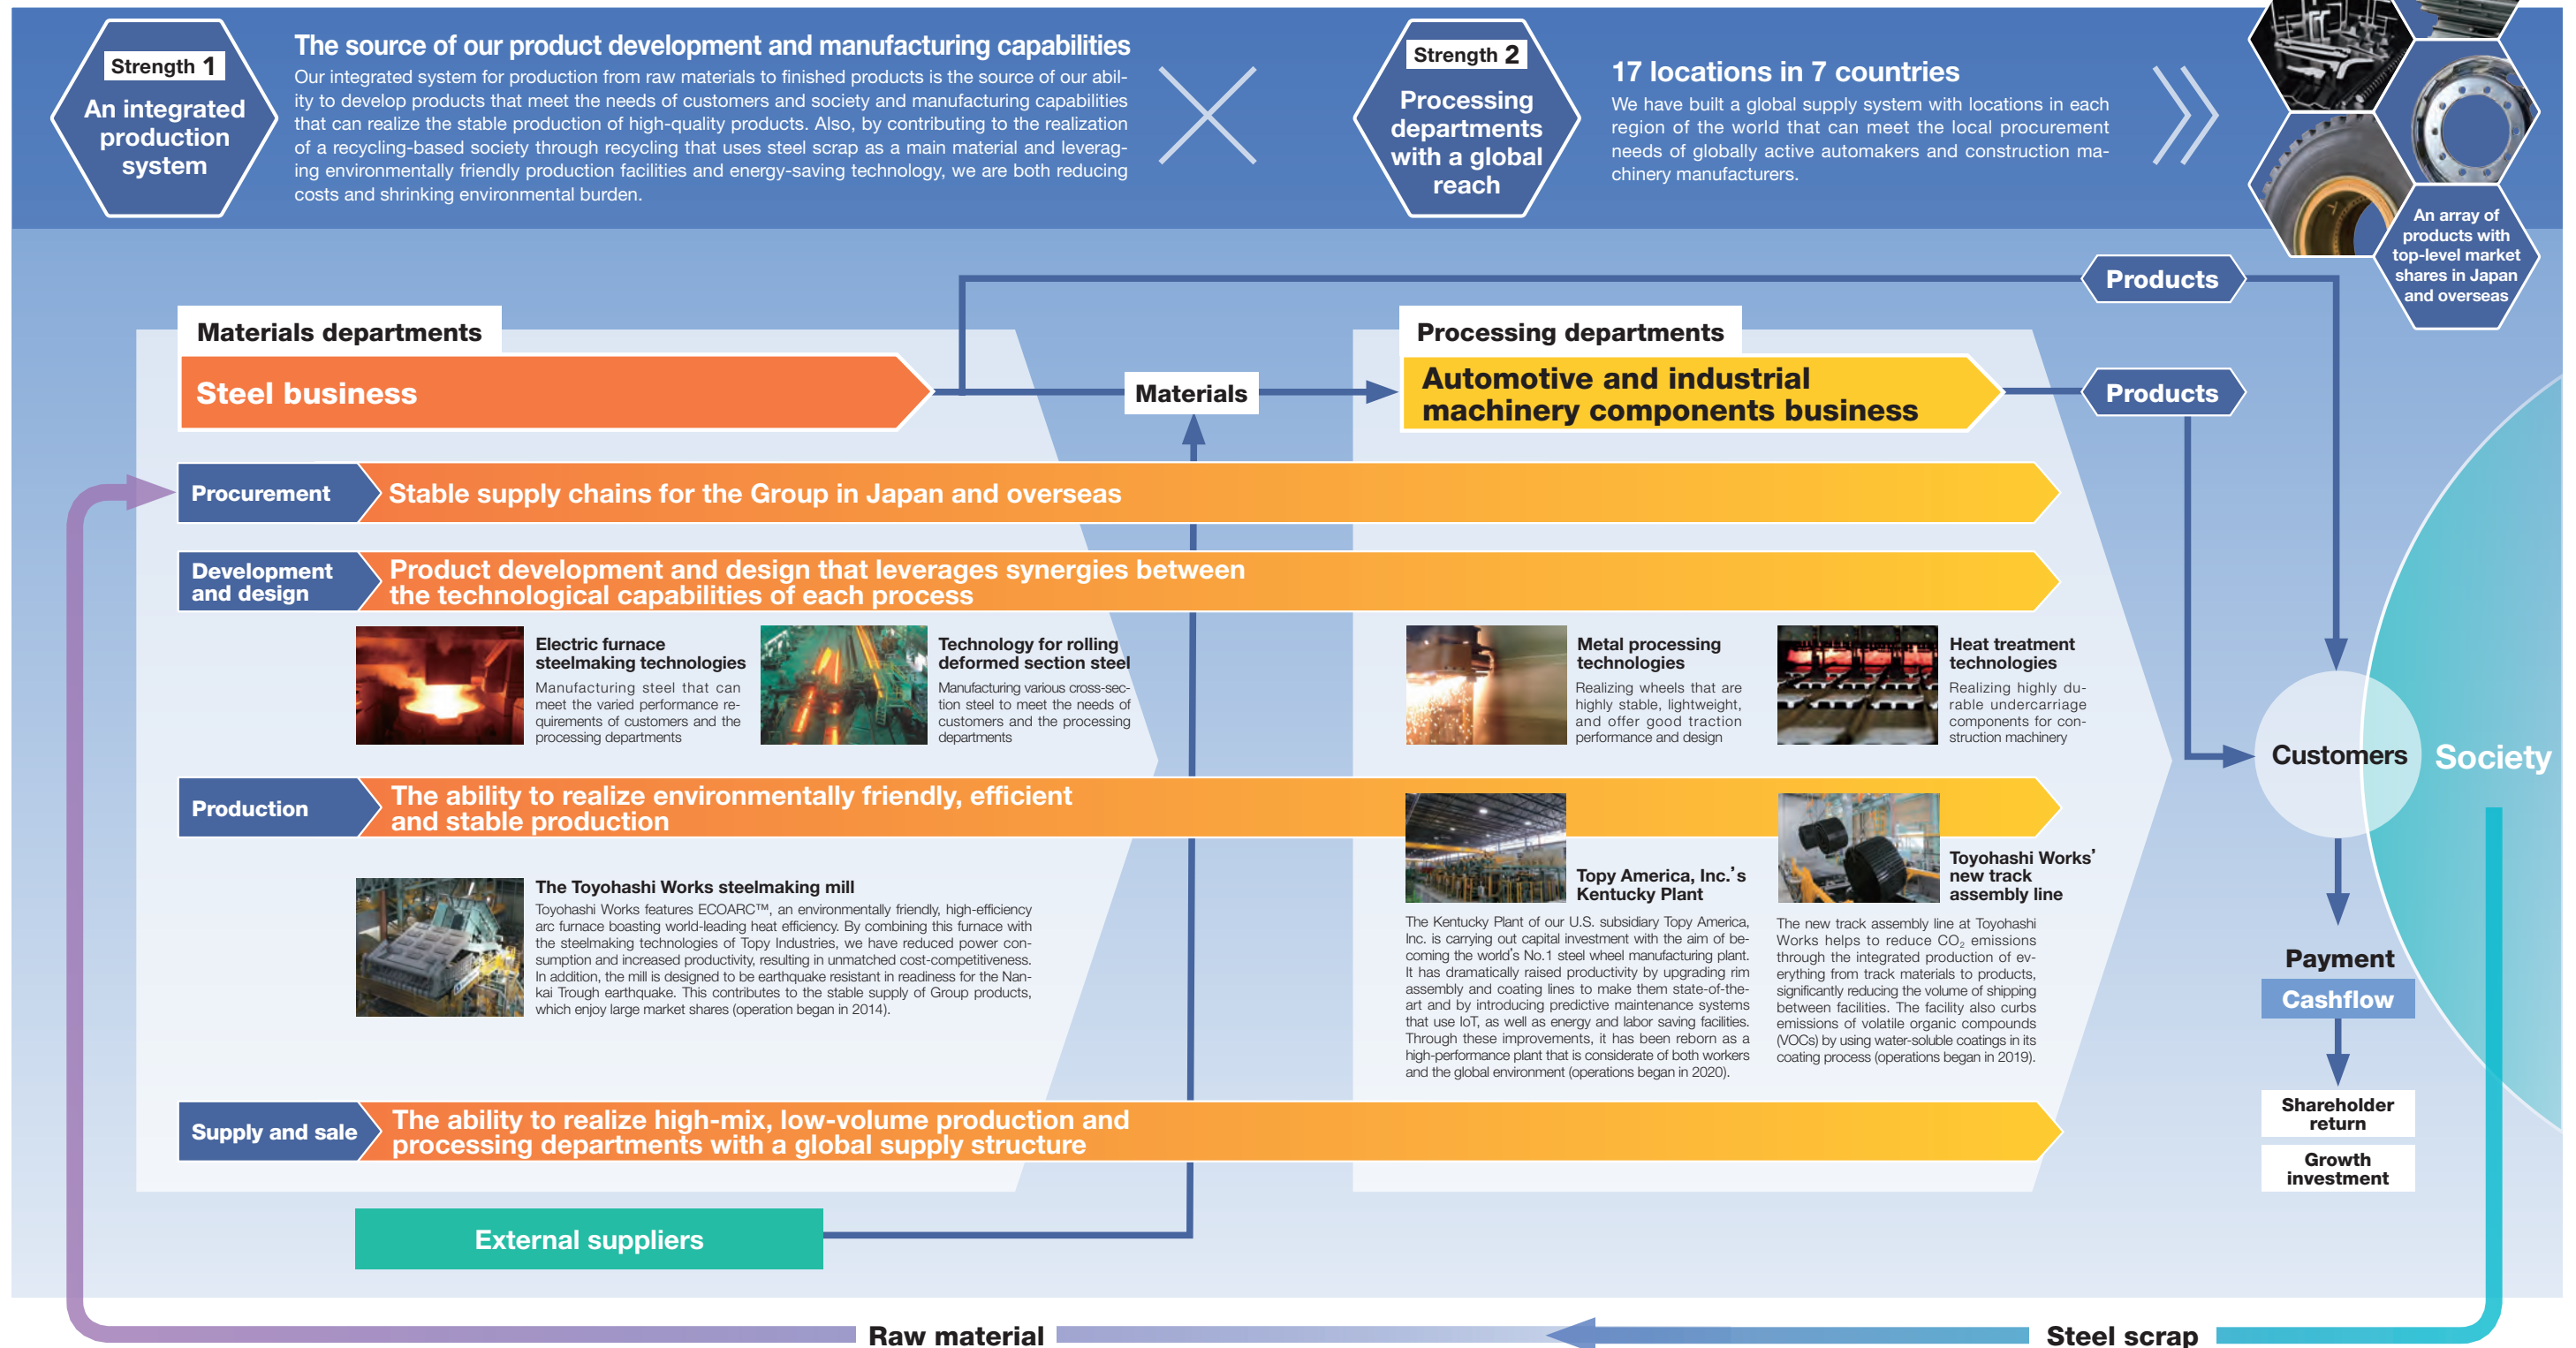 Strength 1
An integrated
production
system
The source of our product development and manufacturing capabilities
Our integrated system for production from raw materials to finished products is the source of our abil-
ity to develop products that meet the needs of customers and society and manufacturing capabilities
that can realize the stable production of high-quality products. Also, by contributing to the realization
of a recycling-based society through recycling that uses steel scrap as a main material and leverag-
ing environmentally friendly production facilities and energy-saving technology, we are both reducing
costs and shrinking environmental burden.
Strength 2
Processing
departments
with a global
reach
17 locations in 7 countries
We have built a global supply system with locations in each
region of the world that can meet the local procurement
needs of globally active automakers and construction ma-
chinery manufacturers.
An array of
products with
top-level market
shares in Japan
and overseas
Products
Materials departments
Steel business
Materials
Processing departments
Automotive and industrial
machinery components business
Products
Procurement
Stable supply chains for the Group in Japan and overseas
Development
and design
Product development and design that leverages synergies between
the technological capabilities of each process
Electric furnace
steelmaking technologies
Manufacturing steel that can
meet the varied performance re-
quirements of customers and the
processing departments
Technology for rolling
deformed section steel
Manufacturing various cross-sec-
tion steel to meet the needs of
customers and the processing
departments
Metal processing
technologies
Realizing wheels that are
highly stable, lightweight,
and offer good traction
performance and design
Heat treatment
technologies
Realizing highly du-
rable undercarriage
components for con-
struction machinery
Customers
Society
Production
The ability to realize environmentally friendly, efficient
and stable production
The Toyohashi Works steelmaking mill
Toyohashi Works features ECOARC™, an environmentally friendly, high-efficiency
arc furnace boasting world-leading heat efficiency. By combining this furnace with
the steelmaking technologies of Topy Industries, we have reduced power con-
sumption and increased productivity, resulting in unmatched cost-competitiveness.
In addition, the mill is designed to be earthquake resistant in readiness for the Nan-
kai Trough earthquake. This contributes to the stable supply of Group products,
which enjoy large market shares (operation began in 2014).
Topy America, Inc.’s
Kentucky Plant
The Kentucky Plant of our U.S. subsidiary Topy America,
Inc. is carrying out capital investment with the aim of be-
coming the world’s No.1 steel wheel manufacturing plant.
It has dramatically raised productivity by upgrading rim
assembly and coating lines to make them state-of-the-
art and by introducing predictive maintenance systems
that use IoT, as well as energy and labor saving facilities.
Through these improvements, it has been reborn as a
high-performance plant that is considerate of both workers
and the global environment (operations began in 2020).
Toyohashi Works’
new track
assembly line
The new track assembly line at Toyohashi
Works helps to reduce CO₂ emissions
through the integrated production of ev-
erything from track materials to products,
significantly reducing the volume of shipping
between facilities. The facility also curbs
emissions of volatile organic compounds
(VOCs) by using water-soluble coatings in its
coating process (operations began in 2019).
Payment
Cashflow
Shareholder
return
Growth
investment
Supply and sale
The ability to realize high-mix, low-volume production and
processing departments with a global supply structure
External suppliers
Raw material
Steel scrap